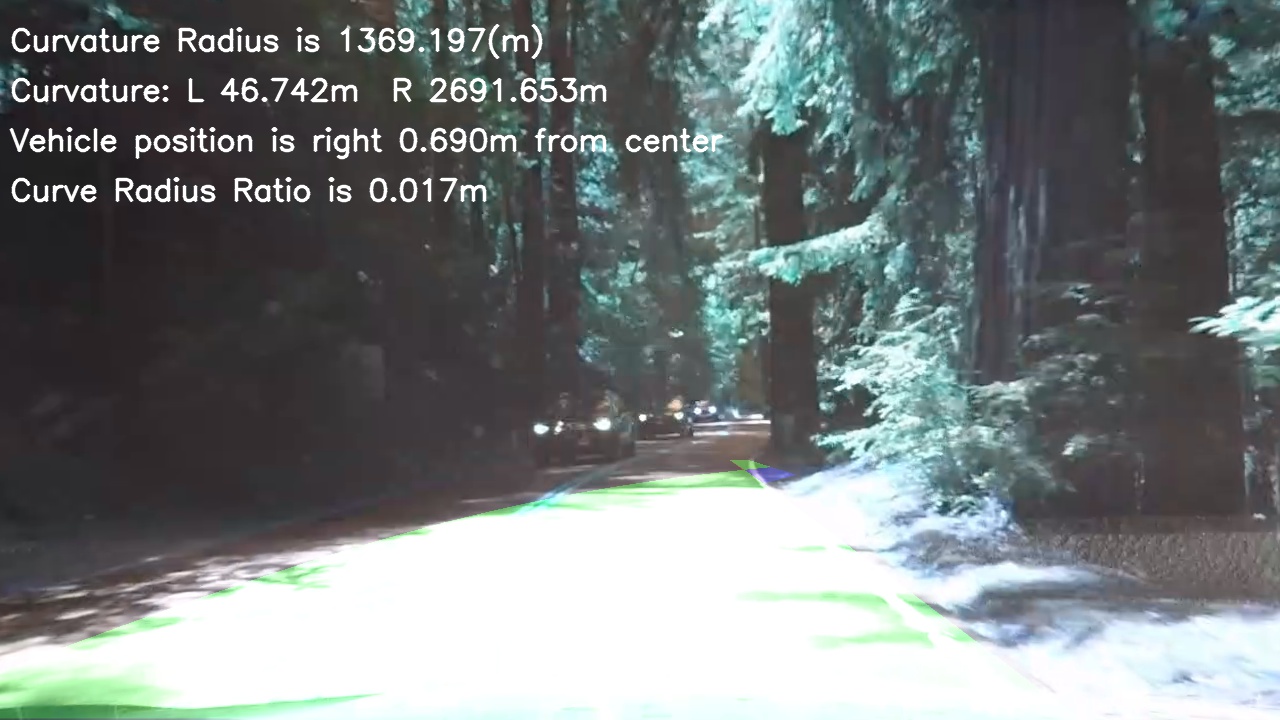 Curvature Radius is 1369.197(m)
Curvature: L 46.742m R 2691.653m
Vehicle position is right 0.690m from center
Curve Radius Ratio is 0.017m